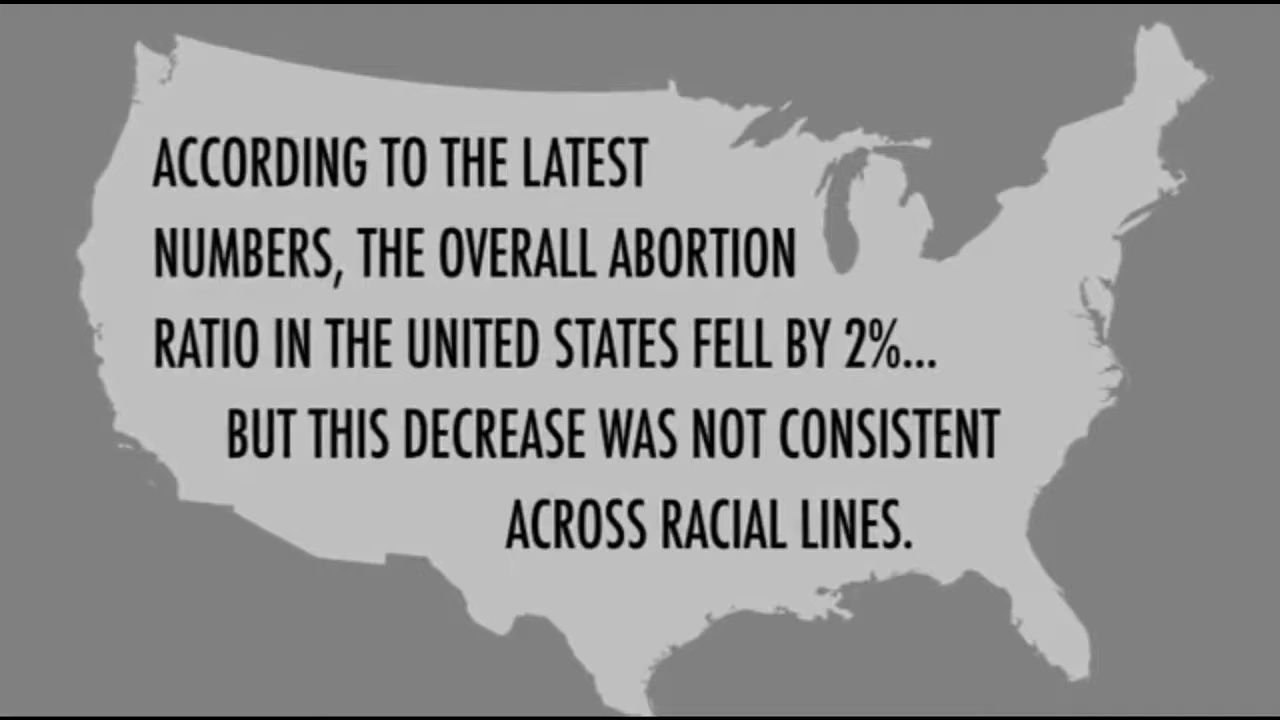 ACCORDING TO THE LATEST
NUMBERS, THE OVERALL ABORTION
RATIO IN THE UNITED STATES FELL BY 2%...
BUT THIS DECREASE WAS NOT CONSISTENT
ACROSS RACIAL LINES.